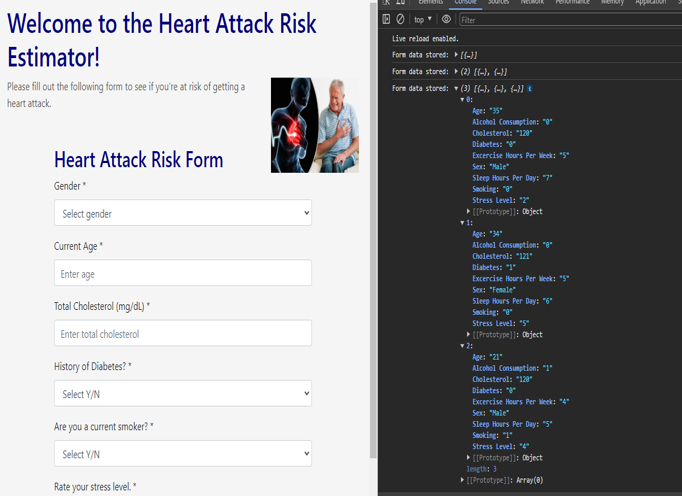 Welcome to the Heart Attack Risk
Estimator!
Please fill out the following form to see if you're at risk of getting a
heart attack.
Heart Attack Risk Form
Gender *
Select gender
Current Age *
Enter age
Total Cholesterol (mg/dL) *
Enter total cholesterol
History of Diabetes? *
Select Y/N
Are you a current smoker? *
Select Y/N
Rate your stress level. *
Elements Console Sources Network Performance Memory Application
top Filter
Live reload enabled.
Form data stored: [{…}]
Form data stored: (2) [{…}, {…}]
Form data stored: (3) [{…}, {…}, {…}]
0:
Age: "35"
Alcohol Consumption: "0"
Cholesterol: "120"
Diabetes: "0"
Excercise Hours Per Week: "5"
Sex: "Male"
Sleep Hours Per Day: "7"
Smoking: "0"
Stress Level: "2"
[[Prototype]]: Object
1:
Age: "34"
Alcohol Consumption: "0"
Cholesterol: "121"
Diabetes: "1"
Excercise Hours Per Week: "5"
Sex: "Female"
Sleep Hours Per Day: "6"
Smoking: "0"
Stress Level: "5"
[[Prototype]]: Object
2:
Age: "21"
Alcohol Consumption: "1"
Cholesterol: "120"
Diabetes: "0"
Excercise Hours Per Week: "4"
Sex: "Male"
Sleep Hours Per Day: "5"
Smoking: "1"
Stress Level: "4"
[[Prototype]]: Object
length: 3
[[Prototype]]: Array(0)